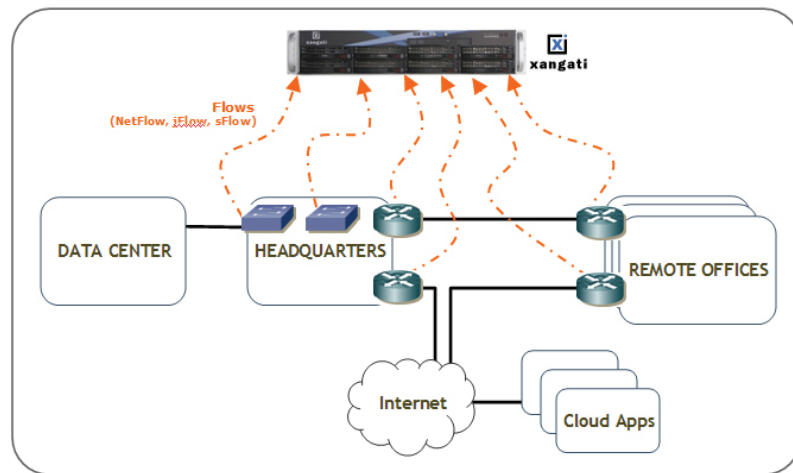 xangati
Flows
(NetFlow, jFlow, sFlow)
DATA CENTER
HEADQUARTERS
REMOTE OFFICES
Internet
Cloud Apps